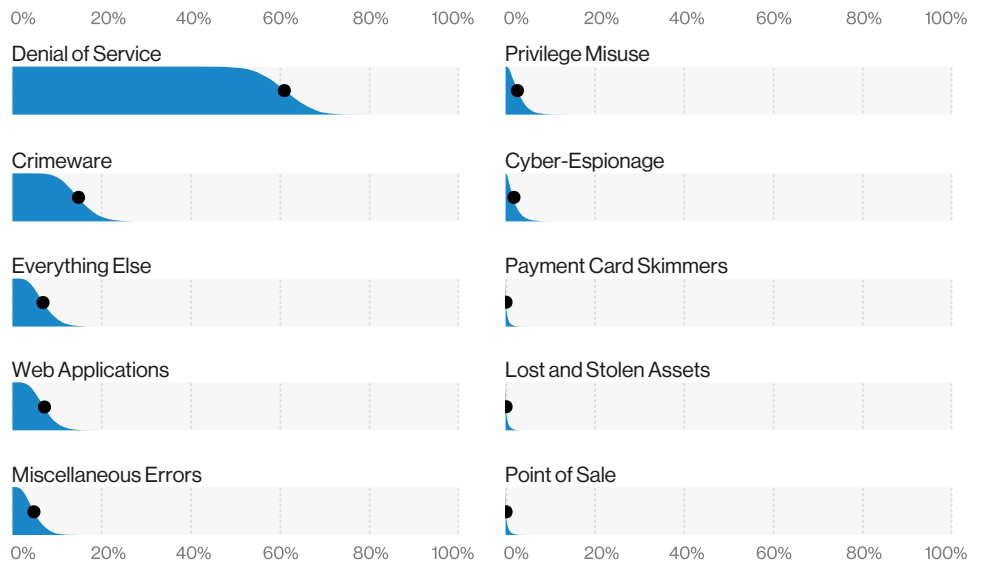 0% 20% 40% 60% 80% 100% 0% 20% 40% 60% 80% 100%
Denial of Service
Privilege Misuse
Crimeware
Cyber-Espionage
Everything Else
Payment Card Skimmers
Web Applications
Lost and Stolen Assets
Miscellaneous Errors
Point of Sale
0% 20% 40% 60% 80% 100% 0% 20% 40% 60% 80% 100%